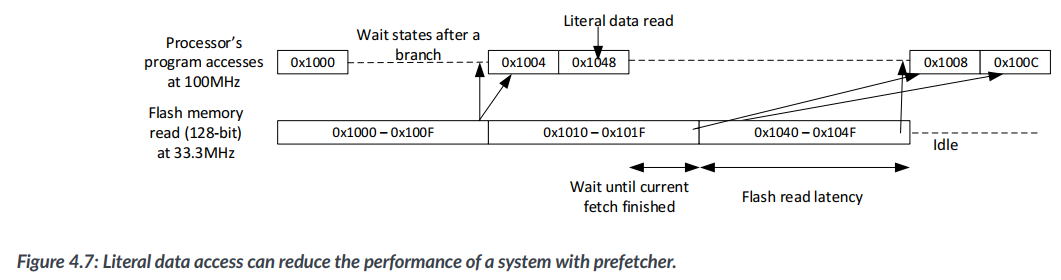 Literal data read
Processor's
program accesses
at 100MHz
Wait states after a
branch
0x1000
0x1004
0x1048
0x1008
0x100C
Flash memory
read (128-bit)
at 33.3MHz
0x1000 – 0x100F
0x1010 – 0x101F
0x1040 – 0x104F
Idle
Wait until current
fetch finished
Flash read latency
Figure 4.7: Literal data access can reduce the performance of a system with prefetcher.